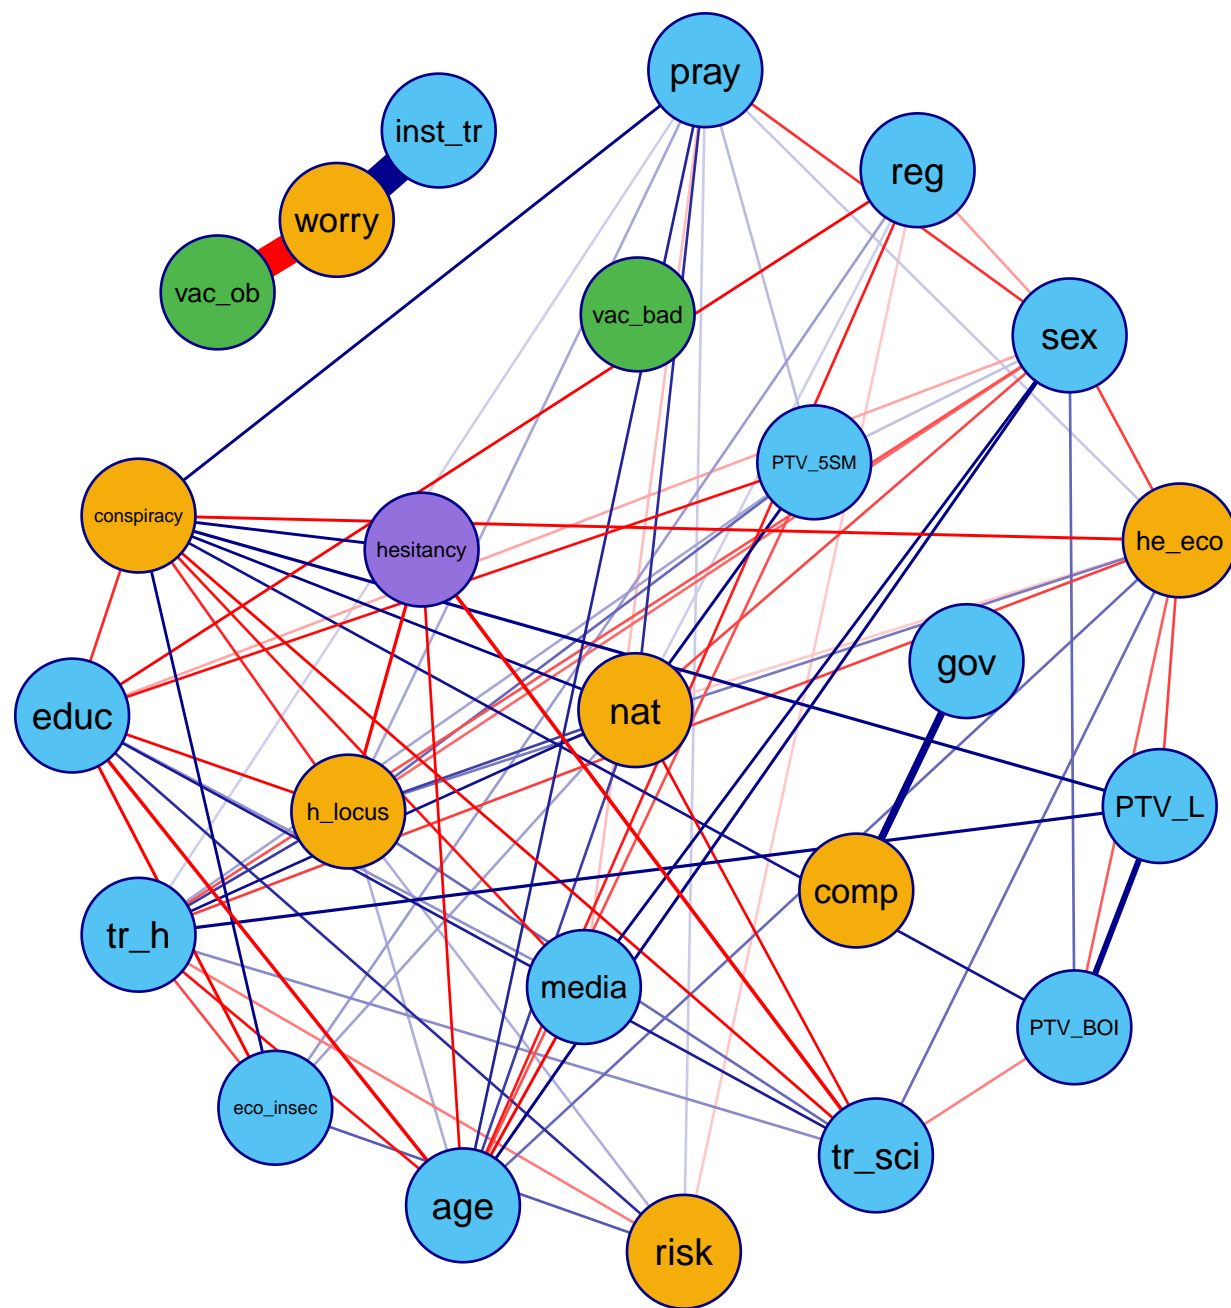 pray
inst_tr
reg
worry
vac_ob
vac_bad
sex
PTV_5SM
conspiracy
hesitancy
he_eco
gov
nat
educ
PTV_L
h_locus
comp
tr_h
media
PTV_BOI
eco_insec
tr_sci
age
risk